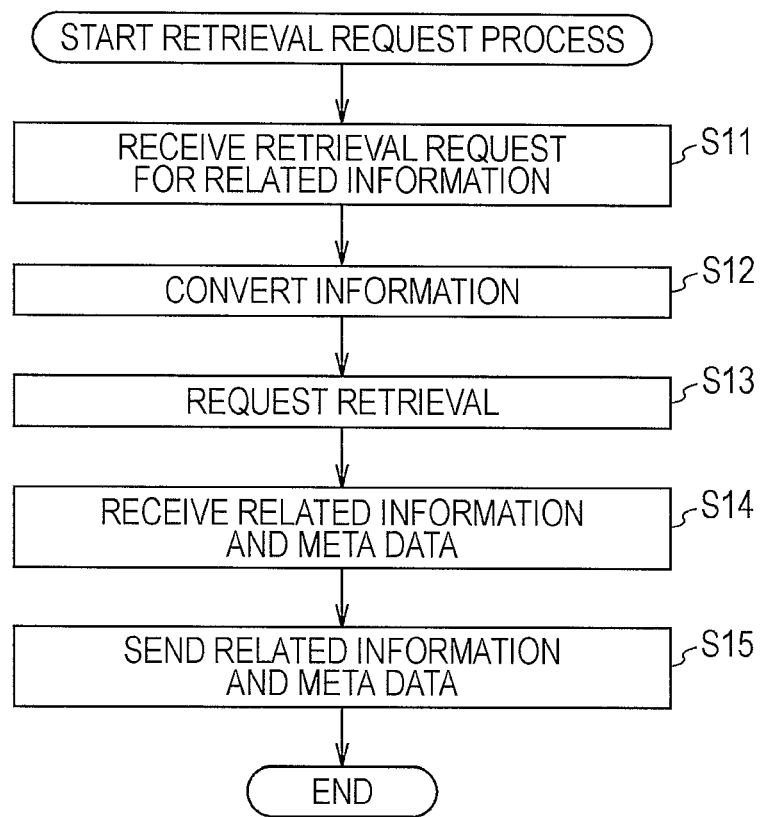 START RETRIEVAL REQUEST PROCESS
RECEIVE RETRIEVAL REQUEST
FOR RELATED INFORMATION
S11
CONVERT INFORMATION
S12
REQUEST RETRIEVAL
S13
RECEIVE RELATED INFORMATION
AND META DATA
S14
SEND RELATED INFORMATION
AND META DATA
S15
END